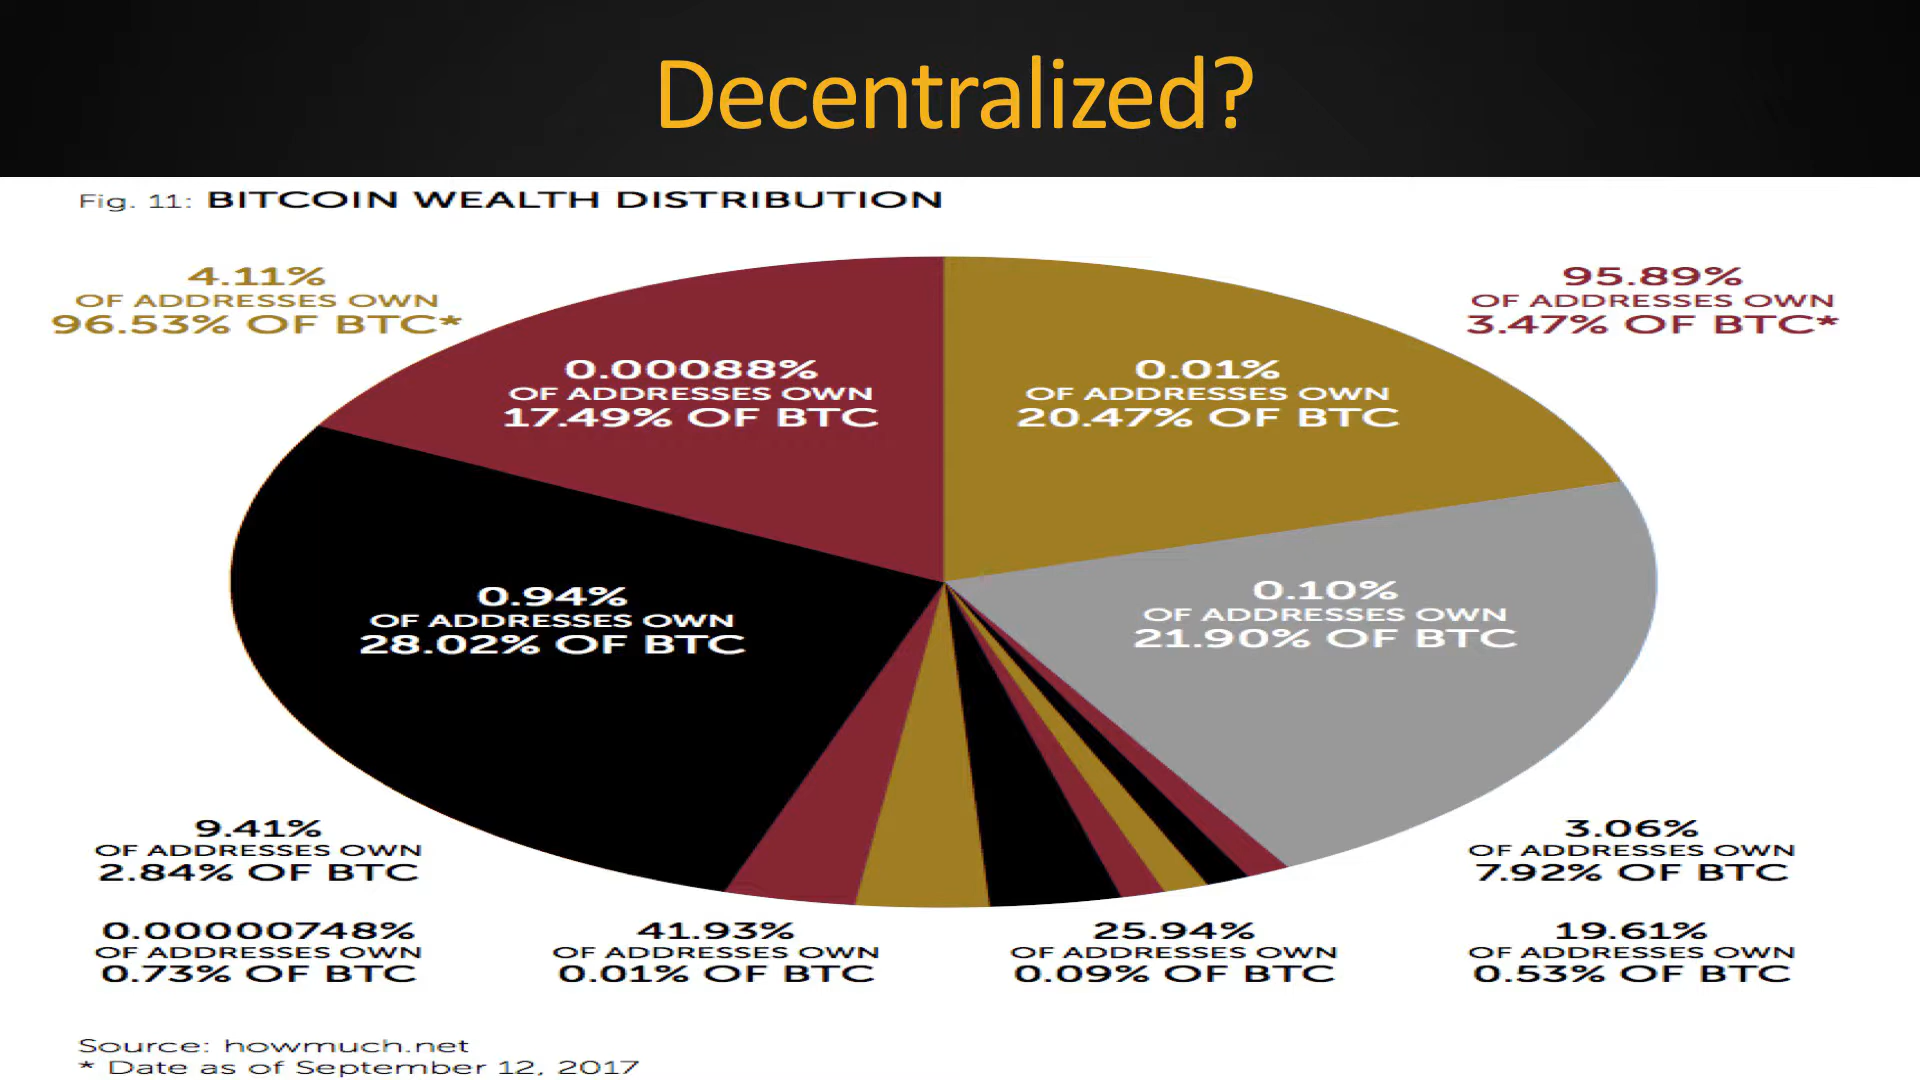 Decentralized?
Fig. 11: BITCOIN WEALTH DISTRIBUTION
4.11%
OF ADDRESSES OWN
96.53% OF BTC*
95.89%
OF ADDRESSES OWN
3.47% OF BTC*
0.00088%
OF ADDRESSES OWN
17.49% OF BTC
0.01%
OF ADDRESSES OWN
20.47% OF BTC
0.94%
OF ADDRESSES OWN
28.02% OF BTC
0.10%
OF ADDRESSES OWN
21.90% OF BTC
9.41%
OF ADDRESSES OWN
2.84% OF BTC
3.06%
OF ADDRESSES OWN
7.92% OF BTC
0.00000748%
OF ADDRESSES OWN
0.73% OF BTC
41.93%
OF ADDRESSES OWN
0.01% OF BTC
25.94%
OF ADDRESSES OWN
0.09% OF BTC
19.61%
OF ADDRESSES OWN
0.53% OF BTC
Source: howmuch.net
* Date as of September 12, 2017